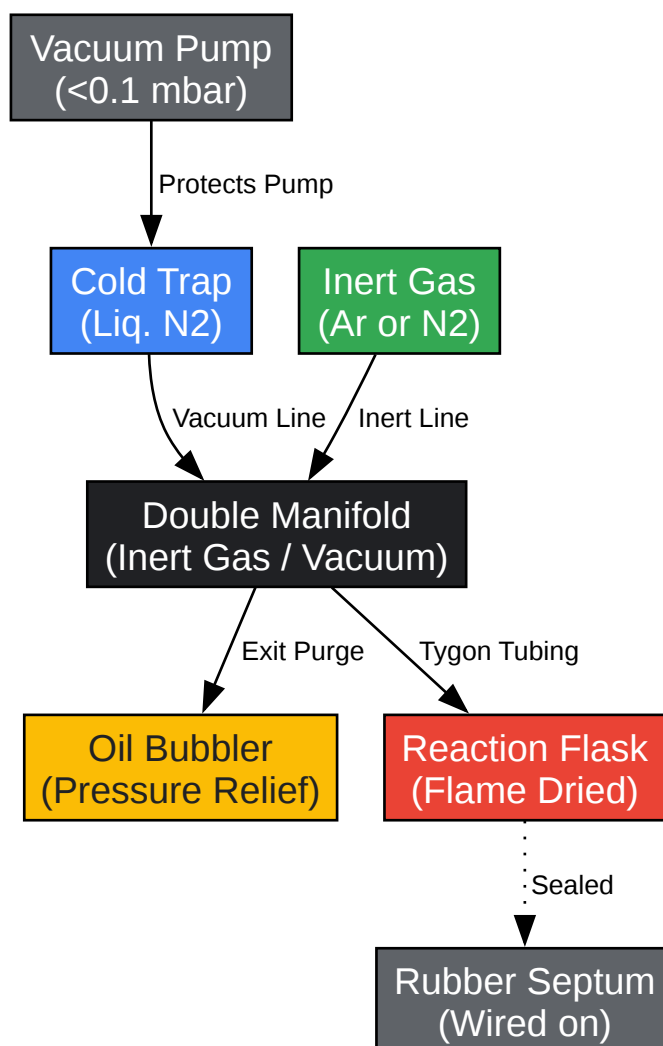 Vacuum Pump
(<0.1 mbar)
Protects Pump
Cold Trap
(Liq. N2)
Inert Gas
(Ar or N2)
Vacuum Line
Inert Line
Double Manifold
(Inert Gas / Vacuum)
Exit Purge
Tygon Tubing
Oil Bubbler
(Pressure Relief)
Reaction Flask
(Flame Dried)
Sealed
Rubber Septum
(Wired on)